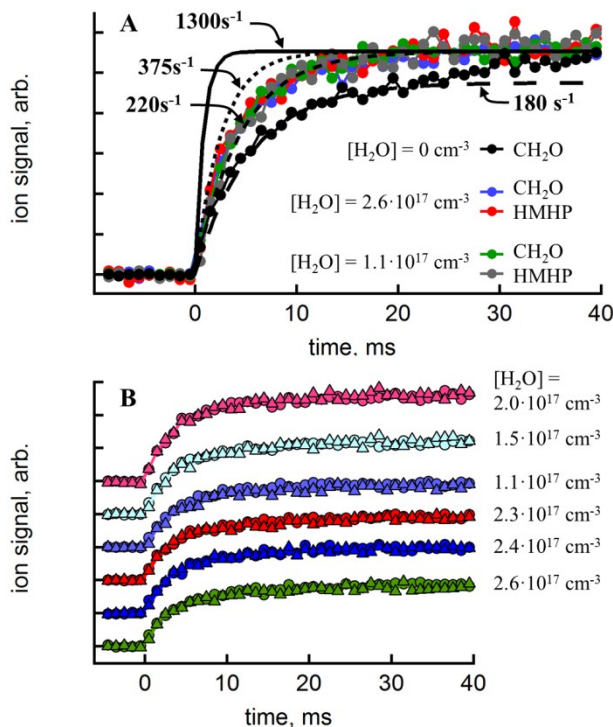 A
1300s⁻¹
375s⁻¹
220s⁻¹
180 s⁻¹
[H₂O] = 0 cm⁻³ CH₂O
[H₂O] = 2.6·10¹⁷ cm⁻³ CH₂O
HMHP
[H₂O] = 1.1·10¹⁷ cm⁻³ CH₂O
HMHP
ion signal, arb.
0 10 20 30 40
time. ms
B
[H₂O] =
2.0·10¹⁷ cm⁻³
1.5·10¹⁷ cm⁻³
1.1·10¹⁷ cm⁻³
2.3·10¹⁷ cm⁻³
2.4·10¹⁷ cm⁻³
2.6·10¹⁷ cm⁻³
ion signal, arb.
0 10 20 30 40
time, ms